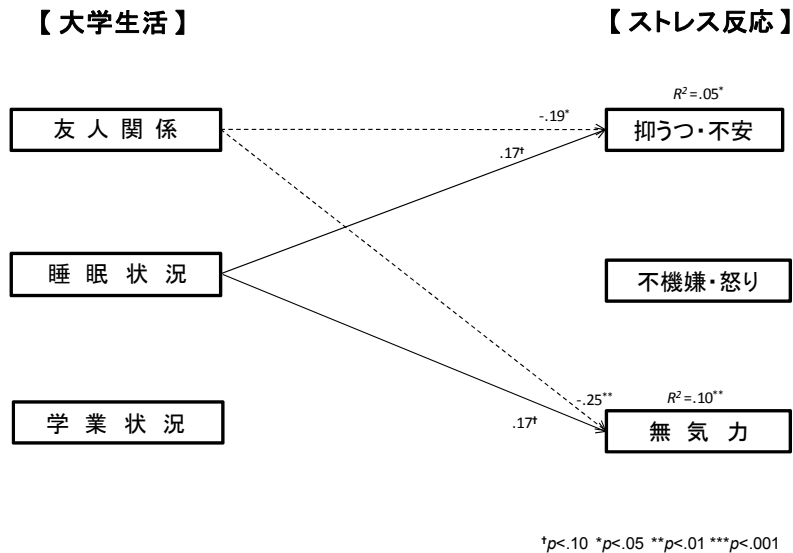 【 大学生活 】
【 ストレス反応 】
R²=.05*
友 人 関 係
-.19*
抑うつ・不安
.17†
睡 眠 状 況
不機嫌・怒り
-.25**
R²=.10**
学 業 状 況
.17†
無 気 力
†p<.10 *p<.05 **p<.01 ***p<.001